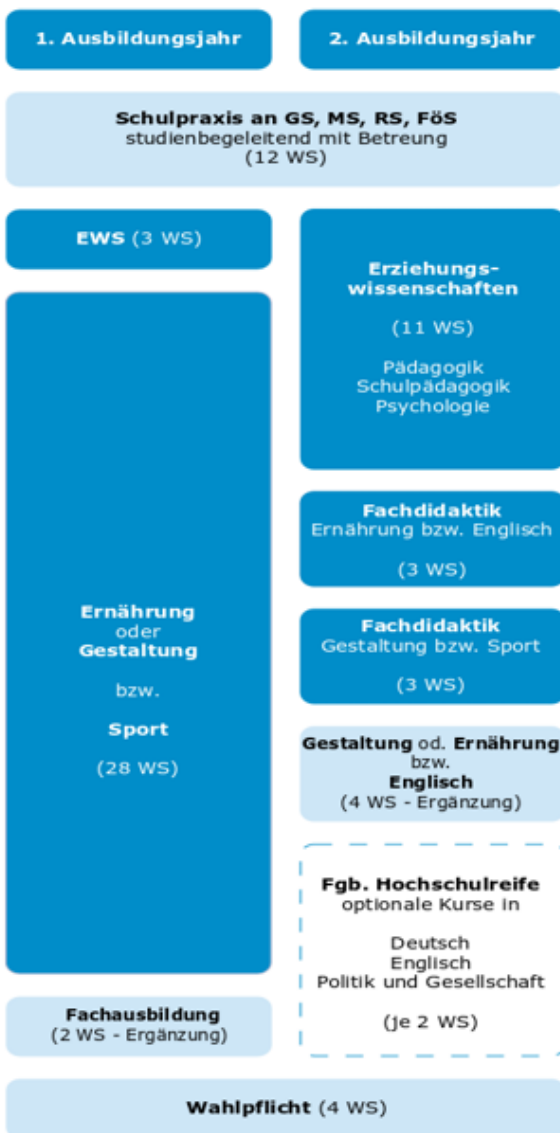 1. Ausbildungsjahr
2. Ausbildungsjahr
Schulpraxis an GS, MS, RS, FöS
studienbegeleitend mit Betreung
(12 WS)
EWS (3 WS)
Ernährung
oder
Gestaltung
bzw.
Sport
(28 WS)
Fachausbildung
(2 WS - Ergänzung)
Erziehungs-
wissenschaften
(11 WS)
Pädagogik
Schulpädagogik
Psychologie
Fachdidaktik
Ernährung bzw. Englisch
(3 WS)
Fachdidaktik
Gestaltung bzw. Sport
(3 WS)
Gestaltung od. Ernährung
bzw.
Englisch
(4 WS - Ergänzung)
Fgb. Hochschulreife
optionale Kurse in
Deutsch
Englisch
Politik und Gesellschaft
(je 2 WS)
Wahlpflicht (4 WS)